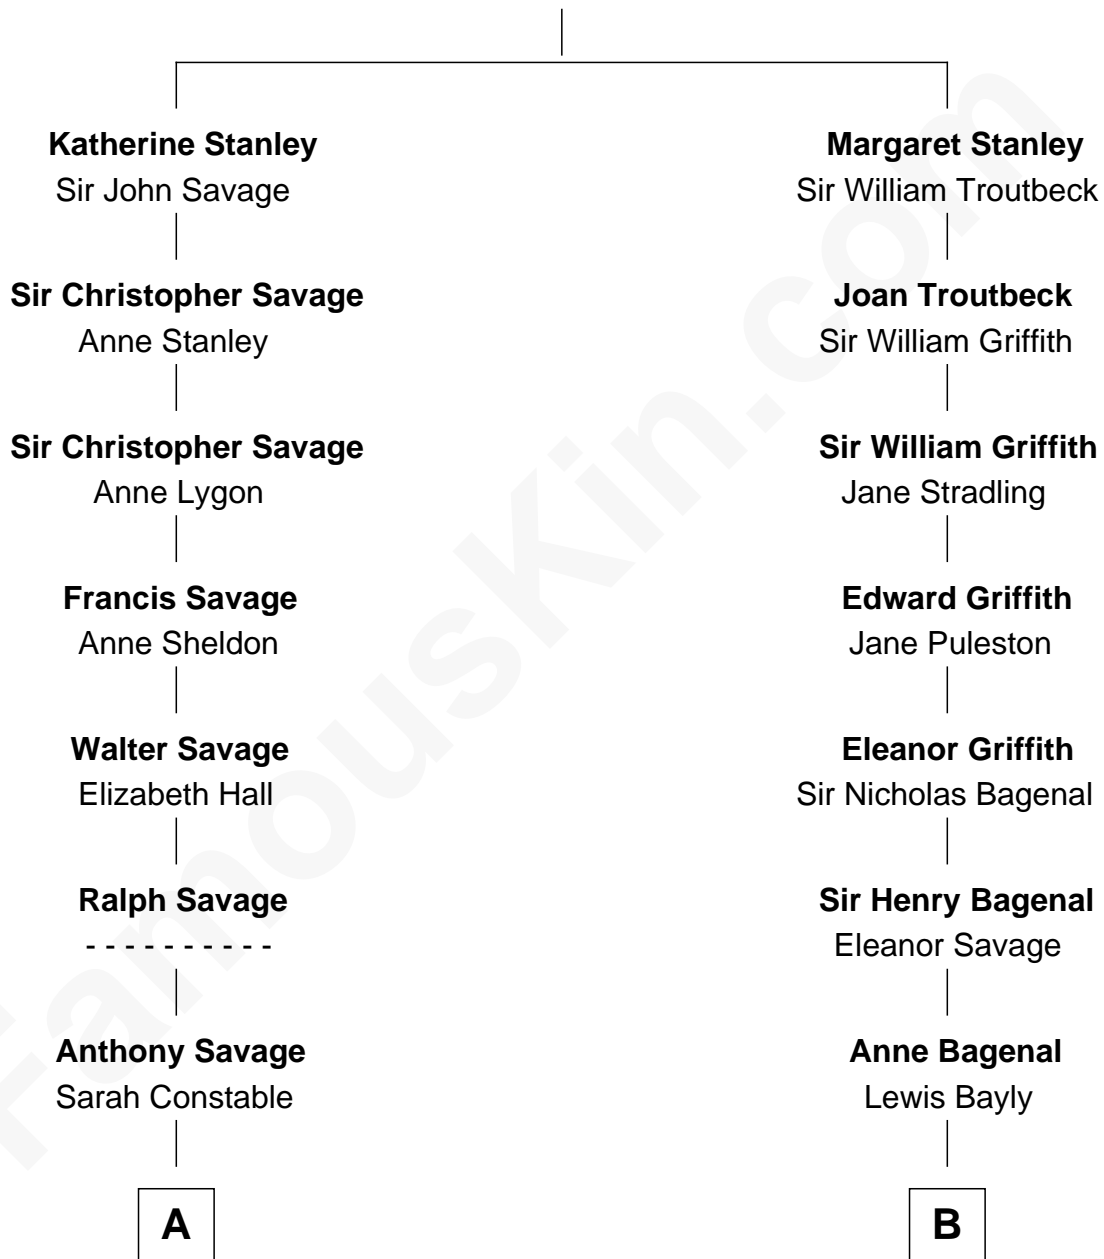 Katherine Stanley
Sir John Savage
Sir Christopher Savage
Anne Stanley
Sir Christopher Savage
Anne Lygon
Francis Savage
Anne Sheldon
Walter Savage
Elizabeth Hall
Ralph Savage
- - - - - - - - - -
Anthony Savage
Sarah Constable
A
Margaret Stanley
Sir William Troutbeck
Joan Troutbeck
Sir William Griffith
Sir William Griffith
Jane Stradling
Edward Griffith
Jane Puleston
Eleanor Griffith
Sir Nicholas Bagenal
Sir Henry Bagenal
Eleanor Savage
Anne Bagenal
Lewis Bayly
B
FamousKin.com